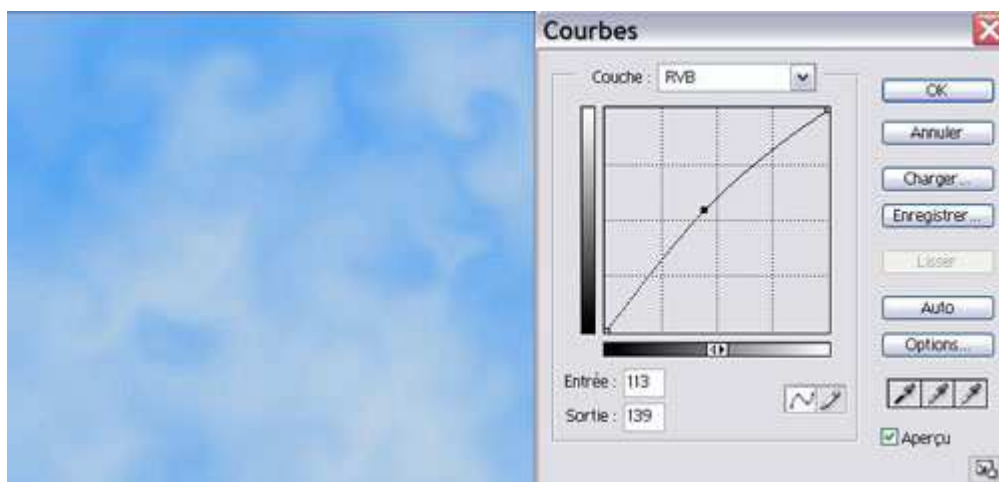 Courbes
Couche : RVB
OK
Annuler
Charger...
Enregistrer...
Lisser
Auto
Options...
Entrée : 113
Sortie : 139
Aperçu